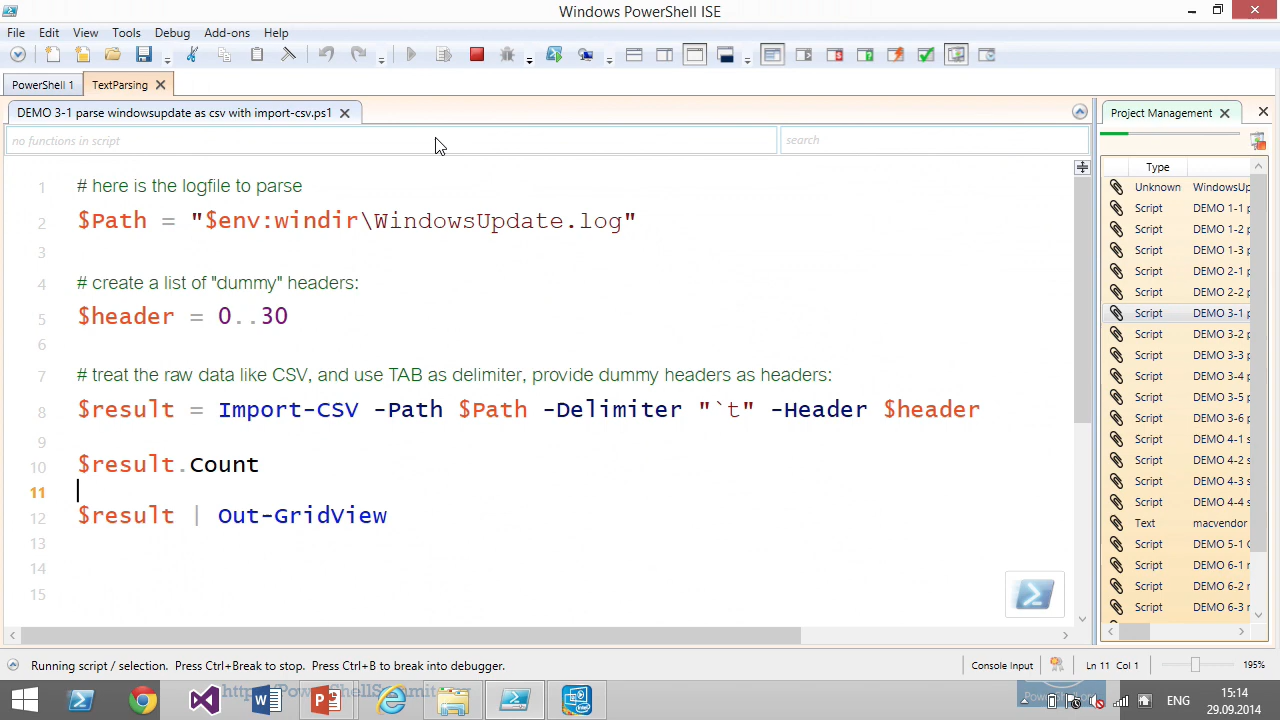 Windows PowerShell ISE
File Edit View Tools Debug Add-ons Help
PowerShell 1 TextParsing
DEMO 3-1 parse windowsupdate as csv with import-csv.ps1
Project Management
no functions in script search
Type
1 # here is the logfile to parse
2 $Path = "$env:windir\WindowsUpdate.log"
3
4 # create a list of "dummy" headers:
5 $header = 0..30
6
7 # treat the raw data like CSV, and use TAB as delimiter, provide dummy headers as headers:
8 $result = Import-CSV -Path $Path -Delimiter "`t" -Header $header
9
10 $result.Count
11
12 $result | Out-GridView
13
14
15
Unknown WindowsUp
Script DEMO 1-1 p
Script DEMO 1-2 p
Script DEMO 1-3 p
Script DEMO 2-1 p
Script DEMO 2-2 p
Script DEMO 3-1 p
Script DEMO 3-2 p
Script DEMO 3-3 p
Script DEMO 3-4 p
Script DEMO 3-5 p
Script DEMO 3-6 p
Script DEMO 4-1 s
Script DEMO 4-2 s
Script DEMO 4-3 s
Script DEMO 4-4 s
Text macvendor
Script DEMO 5-1 C
Script DEMO 6-1 r
Script DEMO 6-2 r
Script DEMO 6-3 r
Running script / selection. Press Ctrl+Break to stop. Press Ctrl+B to break into debugger. Console Input Ln 11 Col 1 195%
ENG 15:14
29.09.2014